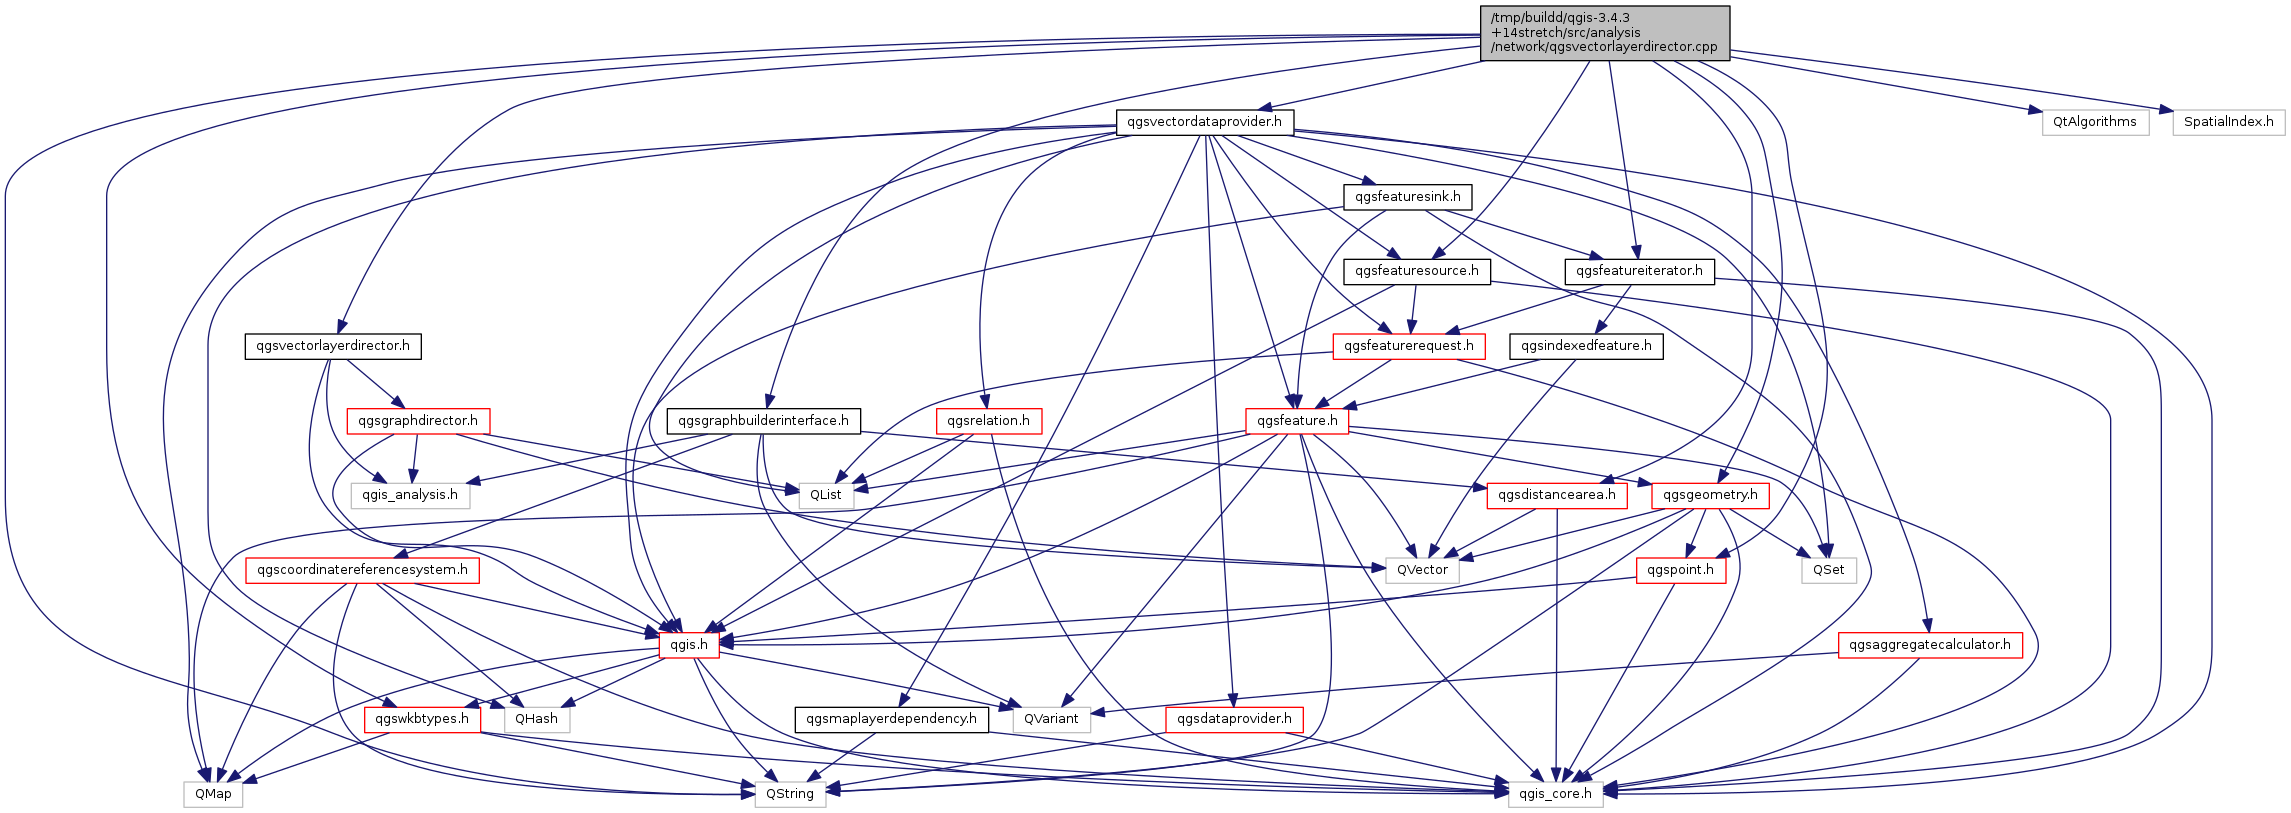 /tmp/buildd/qgis-3.4.3
+14stretch/src/analysis
/network/qgsvectorlayerdirector.cpp
qgsvectordataprovider.h
QtAlgorithms
SpatialIndex.h
qgsfeaturesink.h
qgsfeaturesource.h
qgsfeatureiterator.h
qgsvectorlayerdirector.h
qgsfeaturerequest.h
qgsindexedfeature.h
qgsgraphdirector.h
qgsgraphbuilderinterface.h
qgsrelation.h
qgsfeature.h
qgis_analysis.h
QList
qgsdistancearea.h
qgsgeometry.h
qgscoordinatereferencesystem.h
QVector
qgspoint.h
QSet
qgis.h
qgsaggregatecalculator.h
qgswkbtypes.h
QHash
qgsmaplayerdependency.h
QVariant
qgsdataprovider.h
QMap
QString
qgis_core.h